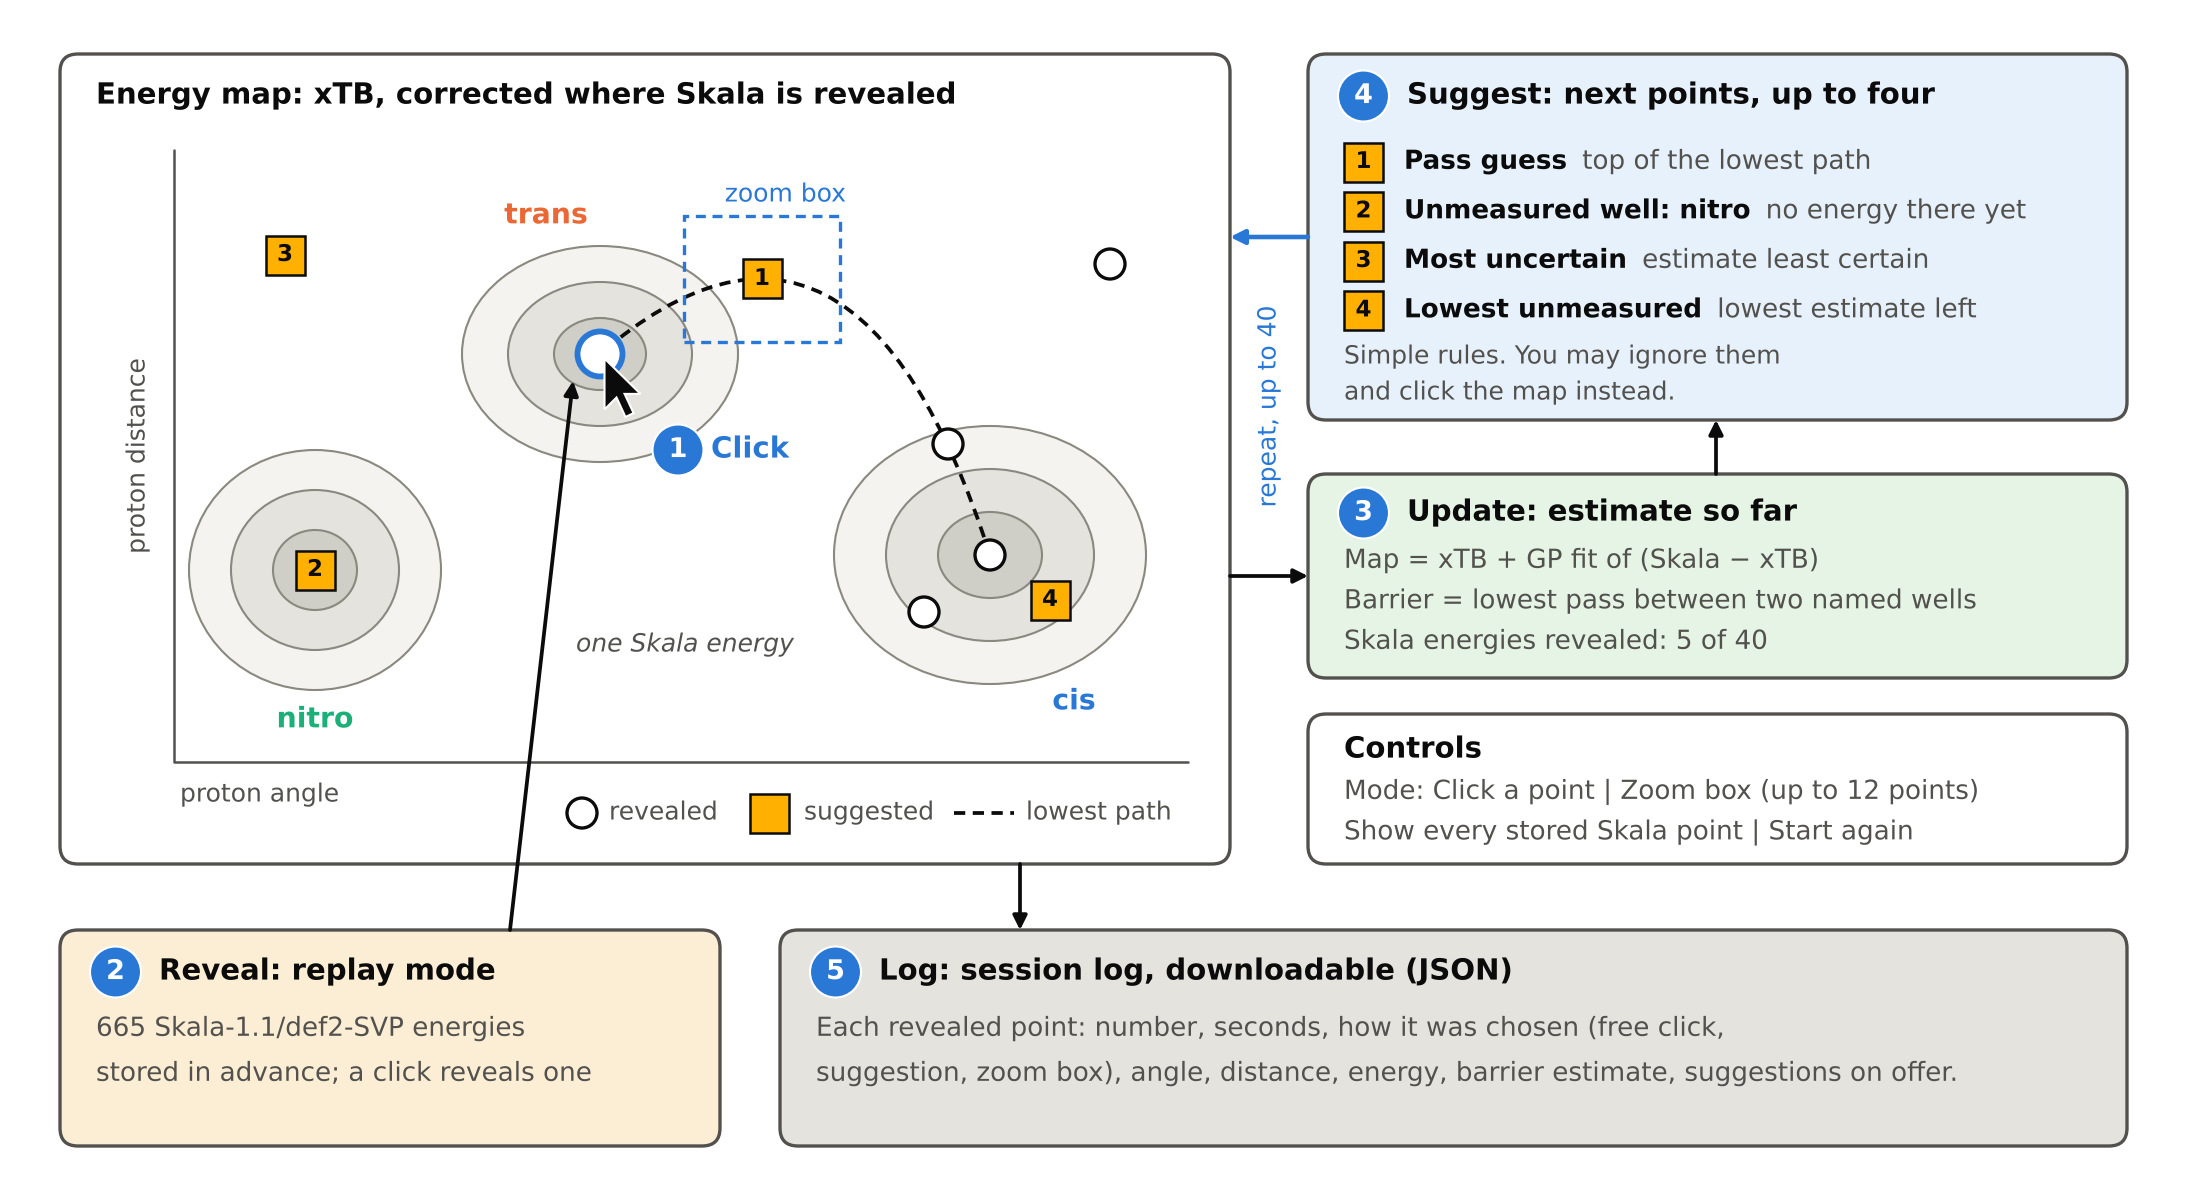 Energy map: xTB, corrected where Skala is revealed
zoom box
trans
3
1
1 Click
proton distance
2
4
one Skala energy
nitro
cis
proton angle
revealed
suggested
lowest path
repeat, up to 40
4 Suggest: next points, up to four
1 Pass guess top of the lowest path
2 Unmeasured well: nitro no energy there yet
3 Most uncertain estimate least certain
4 Lowest unmeasured lowest estimate left
Simple rules. You may ignore them
and click the map instead.
3 Update: estimate so far
Map = xTB + GP fit of (Skala − xTB)
Barrier = lowest pass between two named wells
Skala energies revealed: 5 of 40
Controls
Mode: Click a point | Zoom box (up to 12 points)
Show every stored Skala point | Start again
2 Reveal: replay mode
665 Skala-1.1/def2-SVP energies
stored in advance; a click reveals one
5 Log: session log, downloadable (JSON)
Each revealed point: number, seconds, how it was chosen (free click,
suggestion, zoom box), angle, distance, energy, barrier estimate, suggestions on offer.